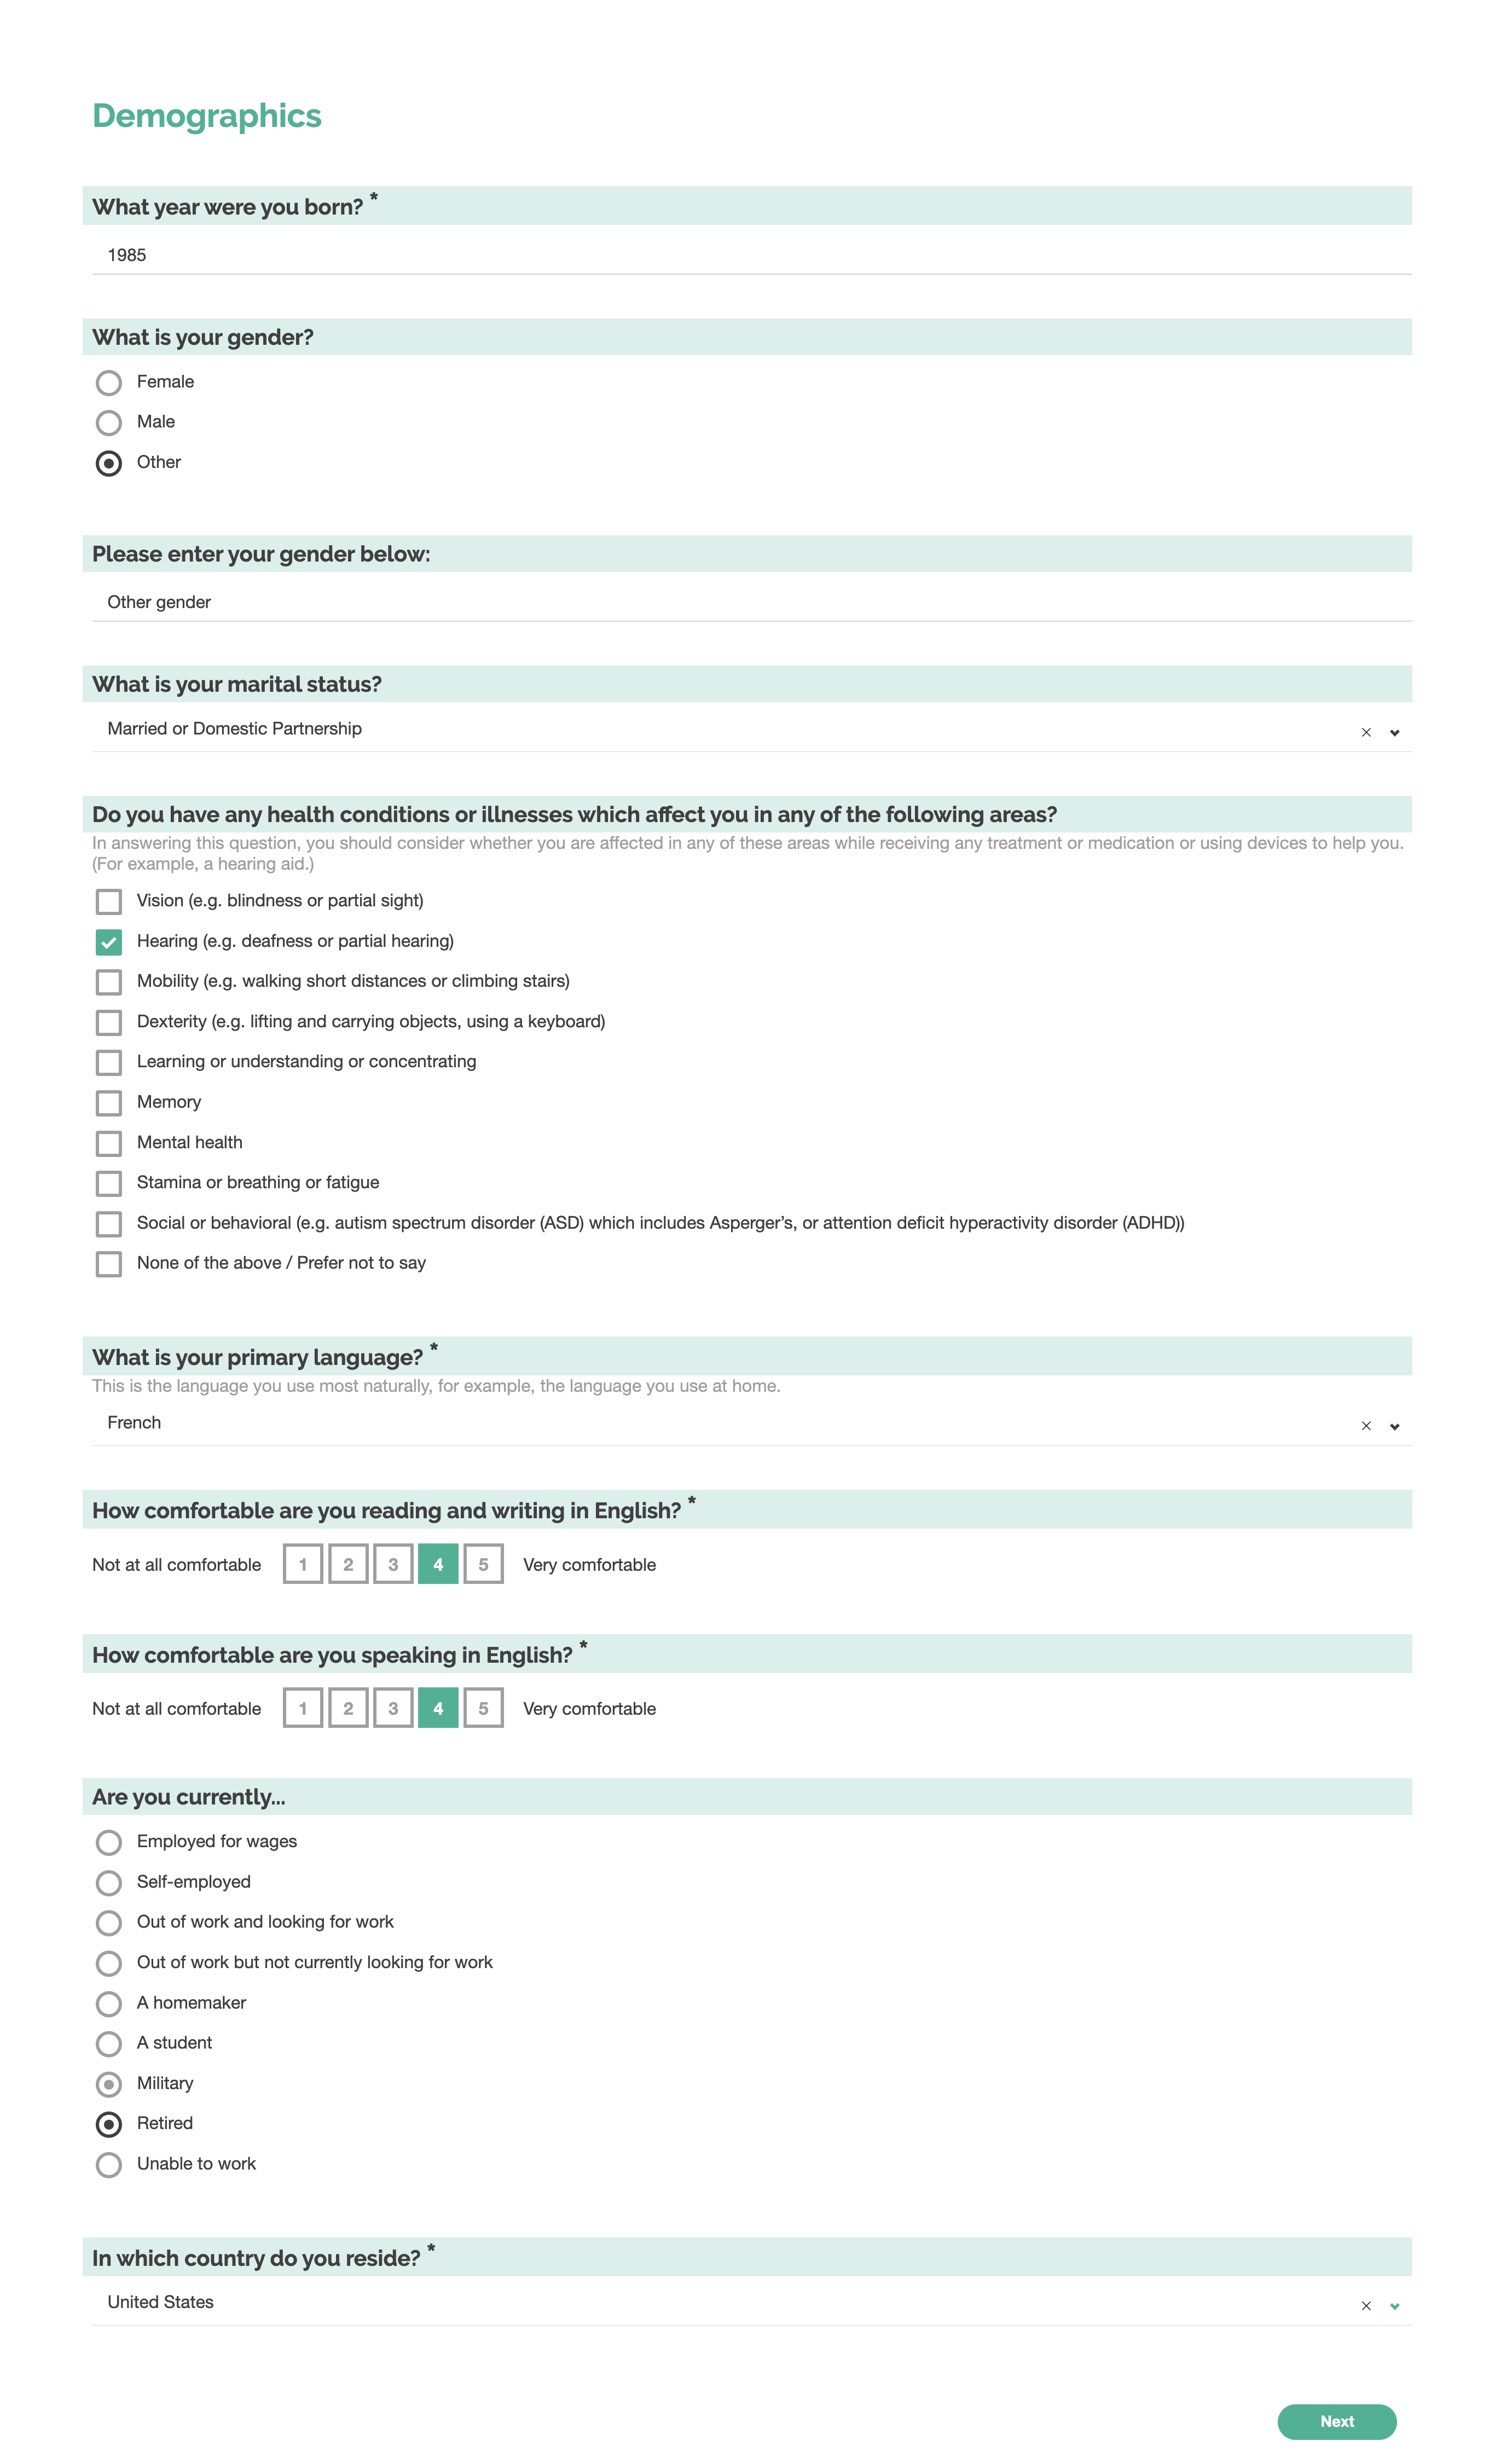 Demographics
What year were you born? *
1985
What is your gender?
Female
Male
Other
Please enter your gender below:
Other gender
What is your marital status?
Married or Domestic Partnership
Do you have any health conditions or illnesses which affect you in any of the following areas?
In answering this question, you should consider whether you are affected in any of these areas while receiving any treatment or medication or using devices to help you.
(For example, a hearing aid.)
Vision (e.g. blindness or partial sight)
Hearing (e.g. deafness or partial hearing)
Mobility (e.g. walking short distances or climbing stairs)
Dexterity (e.g. lifting and carrying objects, using a keyboard)
Learning or understanding or concentrating
Memory
Mental health
Stamina or breathing or fatigue
Social or behavioral (e.g. autism spectrum disorder (ASD) which includes Asperger’s, or attention deficit hyperactivity disorder (ADHD))
None of the above / Prefer not to say
What is your primary language? *
This is the language you use most naturally, for example, the language you use at home.
French
How comfortable are you reading and writing in English? *
Not at all comfortable 1 2 3 4 5 Very comfortable
How comfortable are you speaking in English? *
Not at all comfortable 1 2 3 4 5 Very comfortable
Are you currently...
Employed for wages
Self-employed
Out of work and looking for work
Out of work but not currently looking for work
A homemaker
A student
Military
Retired
Unable to work
In which country do you reside? *
United States
Next